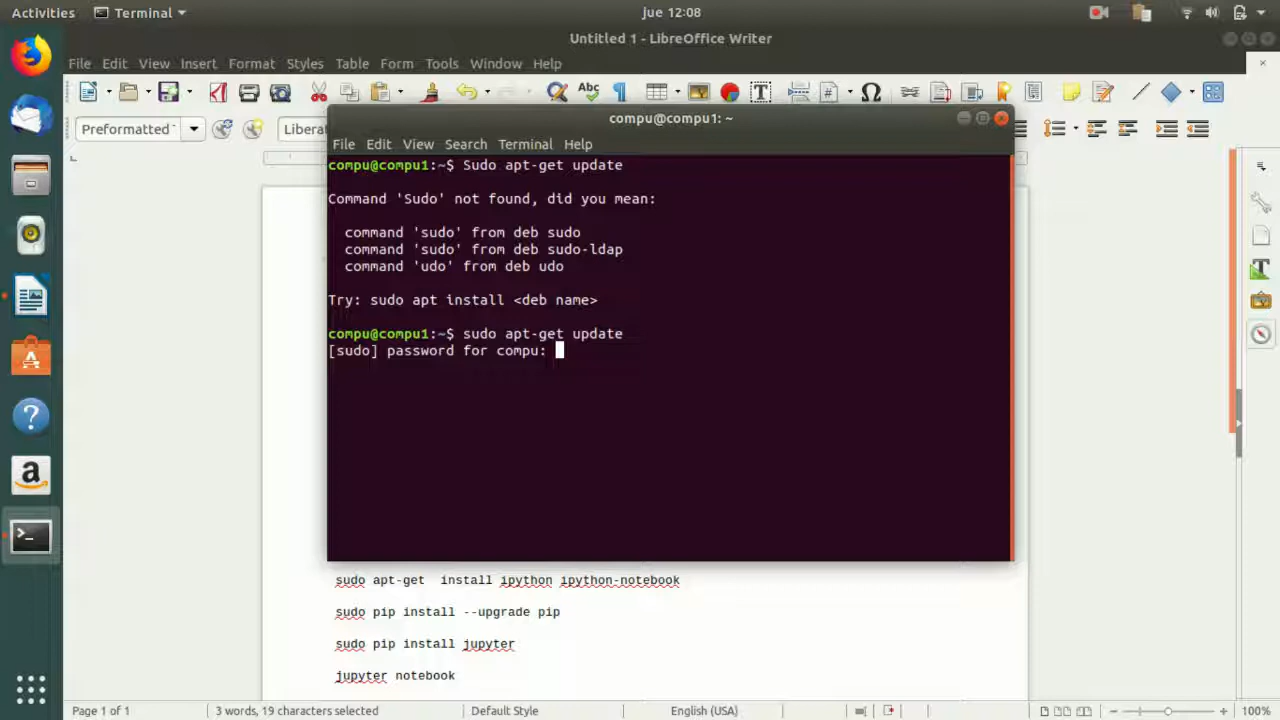 Activities Terminal jue 12:08
Untitled 1 - LibreOffice Writer
File Edit View Insert Format Styles Table Form Tools Window Help
Preformatted Liberat
compu@compu1: ~
File Edit View Search Terminal Help
compu@compu1:~$ Sudo apt-get update
Command 'Sudo' not found, did you mean:
command 'sudo' from deb sudo
command 'sudo' from deb sudo-ldap
command 'udo' from deb udo
Try: sudo apt install <deb name>
compu@compu1:~$ sudo apt-get update
[sudo] password for compu:
sudo apt-get  install ipython ipython-notebook
sudo pip install --upgrade pip
sudo pip install jupyter
jupyter notebook
Page 1 of 1 3 words, 19 characters selected Default Style English (USA) 100%